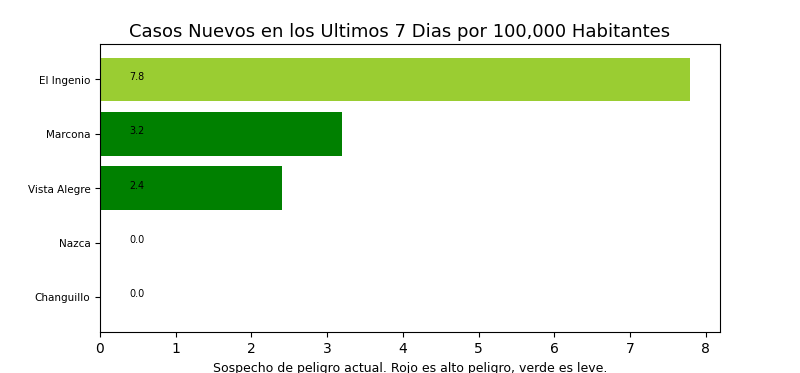 Casos Nuevos en los Ultimos 7 Dias por 100,000 Habitantes
El Ingenio 7.8
Marcona 3.2
Vista Alegre 2.4
Nazca 0.0
Changuillo 0.0
0 1 2 3 4 5 6 7 8
Sospecho de peligro actual. Rojo es alto peligro, verde es leve.